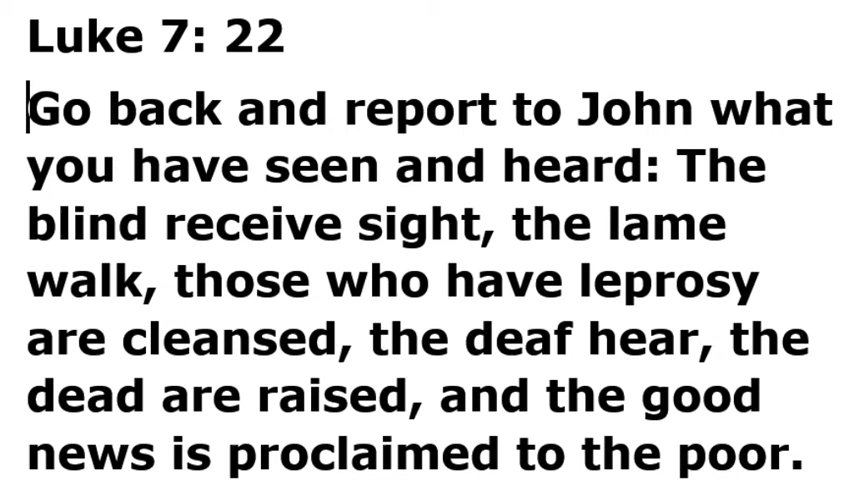 Luke 7: 22
Go back and report to John what
you have seen and heard: The
blind receive sight, the lame
walk, those who have leprosy
are cleansed, the deaf hear, the
dead are raised, and the good
news is proclaimed to the poor.